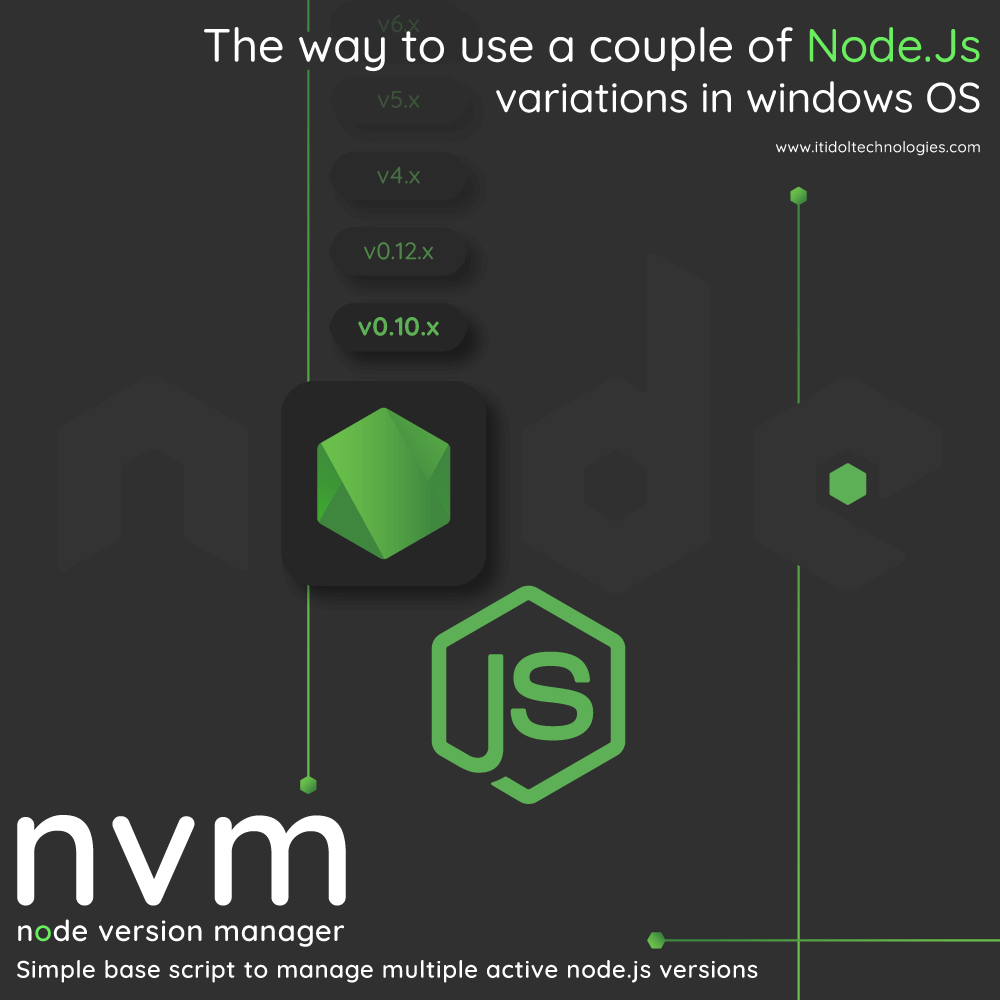 v6.x
The way to use a couple of Node.Js
variations in windows OS
www.itidoltechnologies.com
v5.x
v4.x
v0.12.x
v0.10.x
node
JS
nvm
node version manager
Simple base script to manage multiple active node.js versions